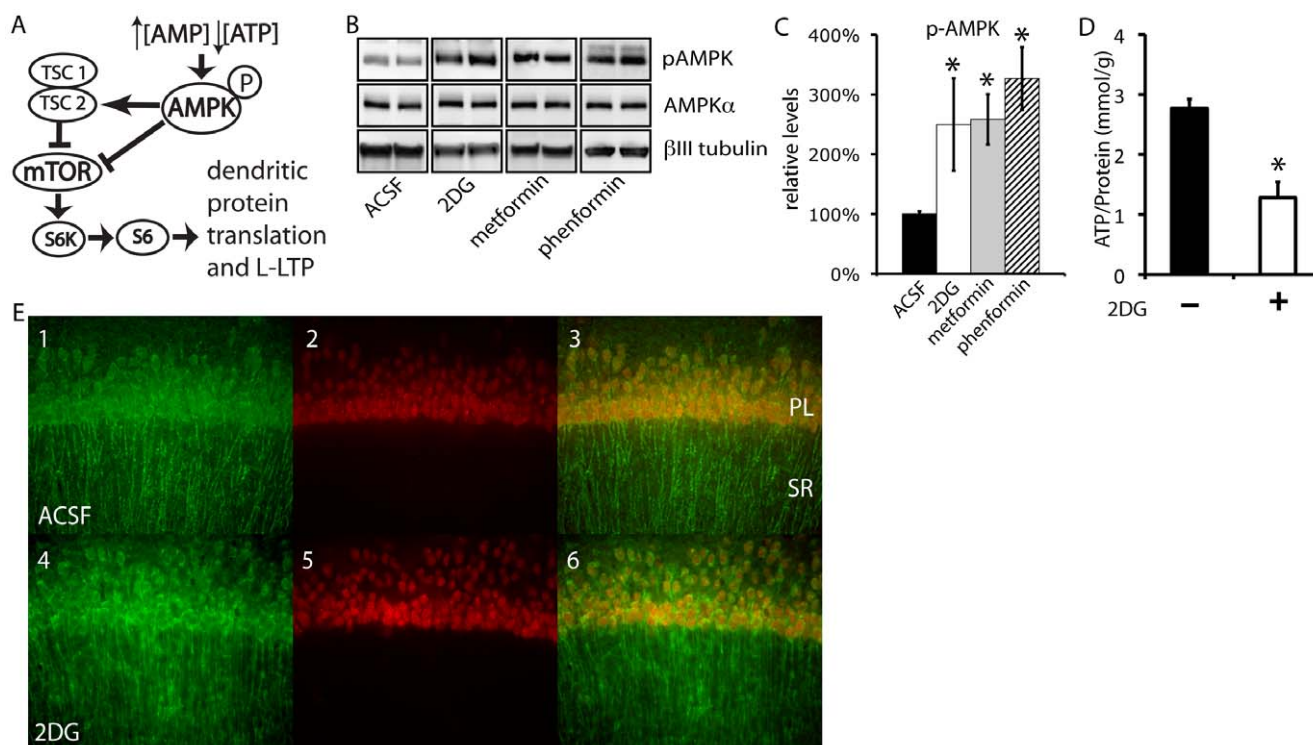 A
↑[AMP] ↓[ATP]
P
TSC 1
TSC 2
AMPK
mTOR
S6K
S6
dendritic
protein
translation
and L-LTP
B
pAMPK
AMPKα
βIII tubulin
ACSF
2DG
metformin
phenformin
C
p-AMPK
relative levels
400%
300%
200%
100%
0%
*
*
*
ACSF
2DG
metformin
phenformin
D
ATP/Protein (mmol/g)
4
3
2
1
0
*
2DG − +
E
1
2
3
PL
SR
ACSF
4
5
6
2DG